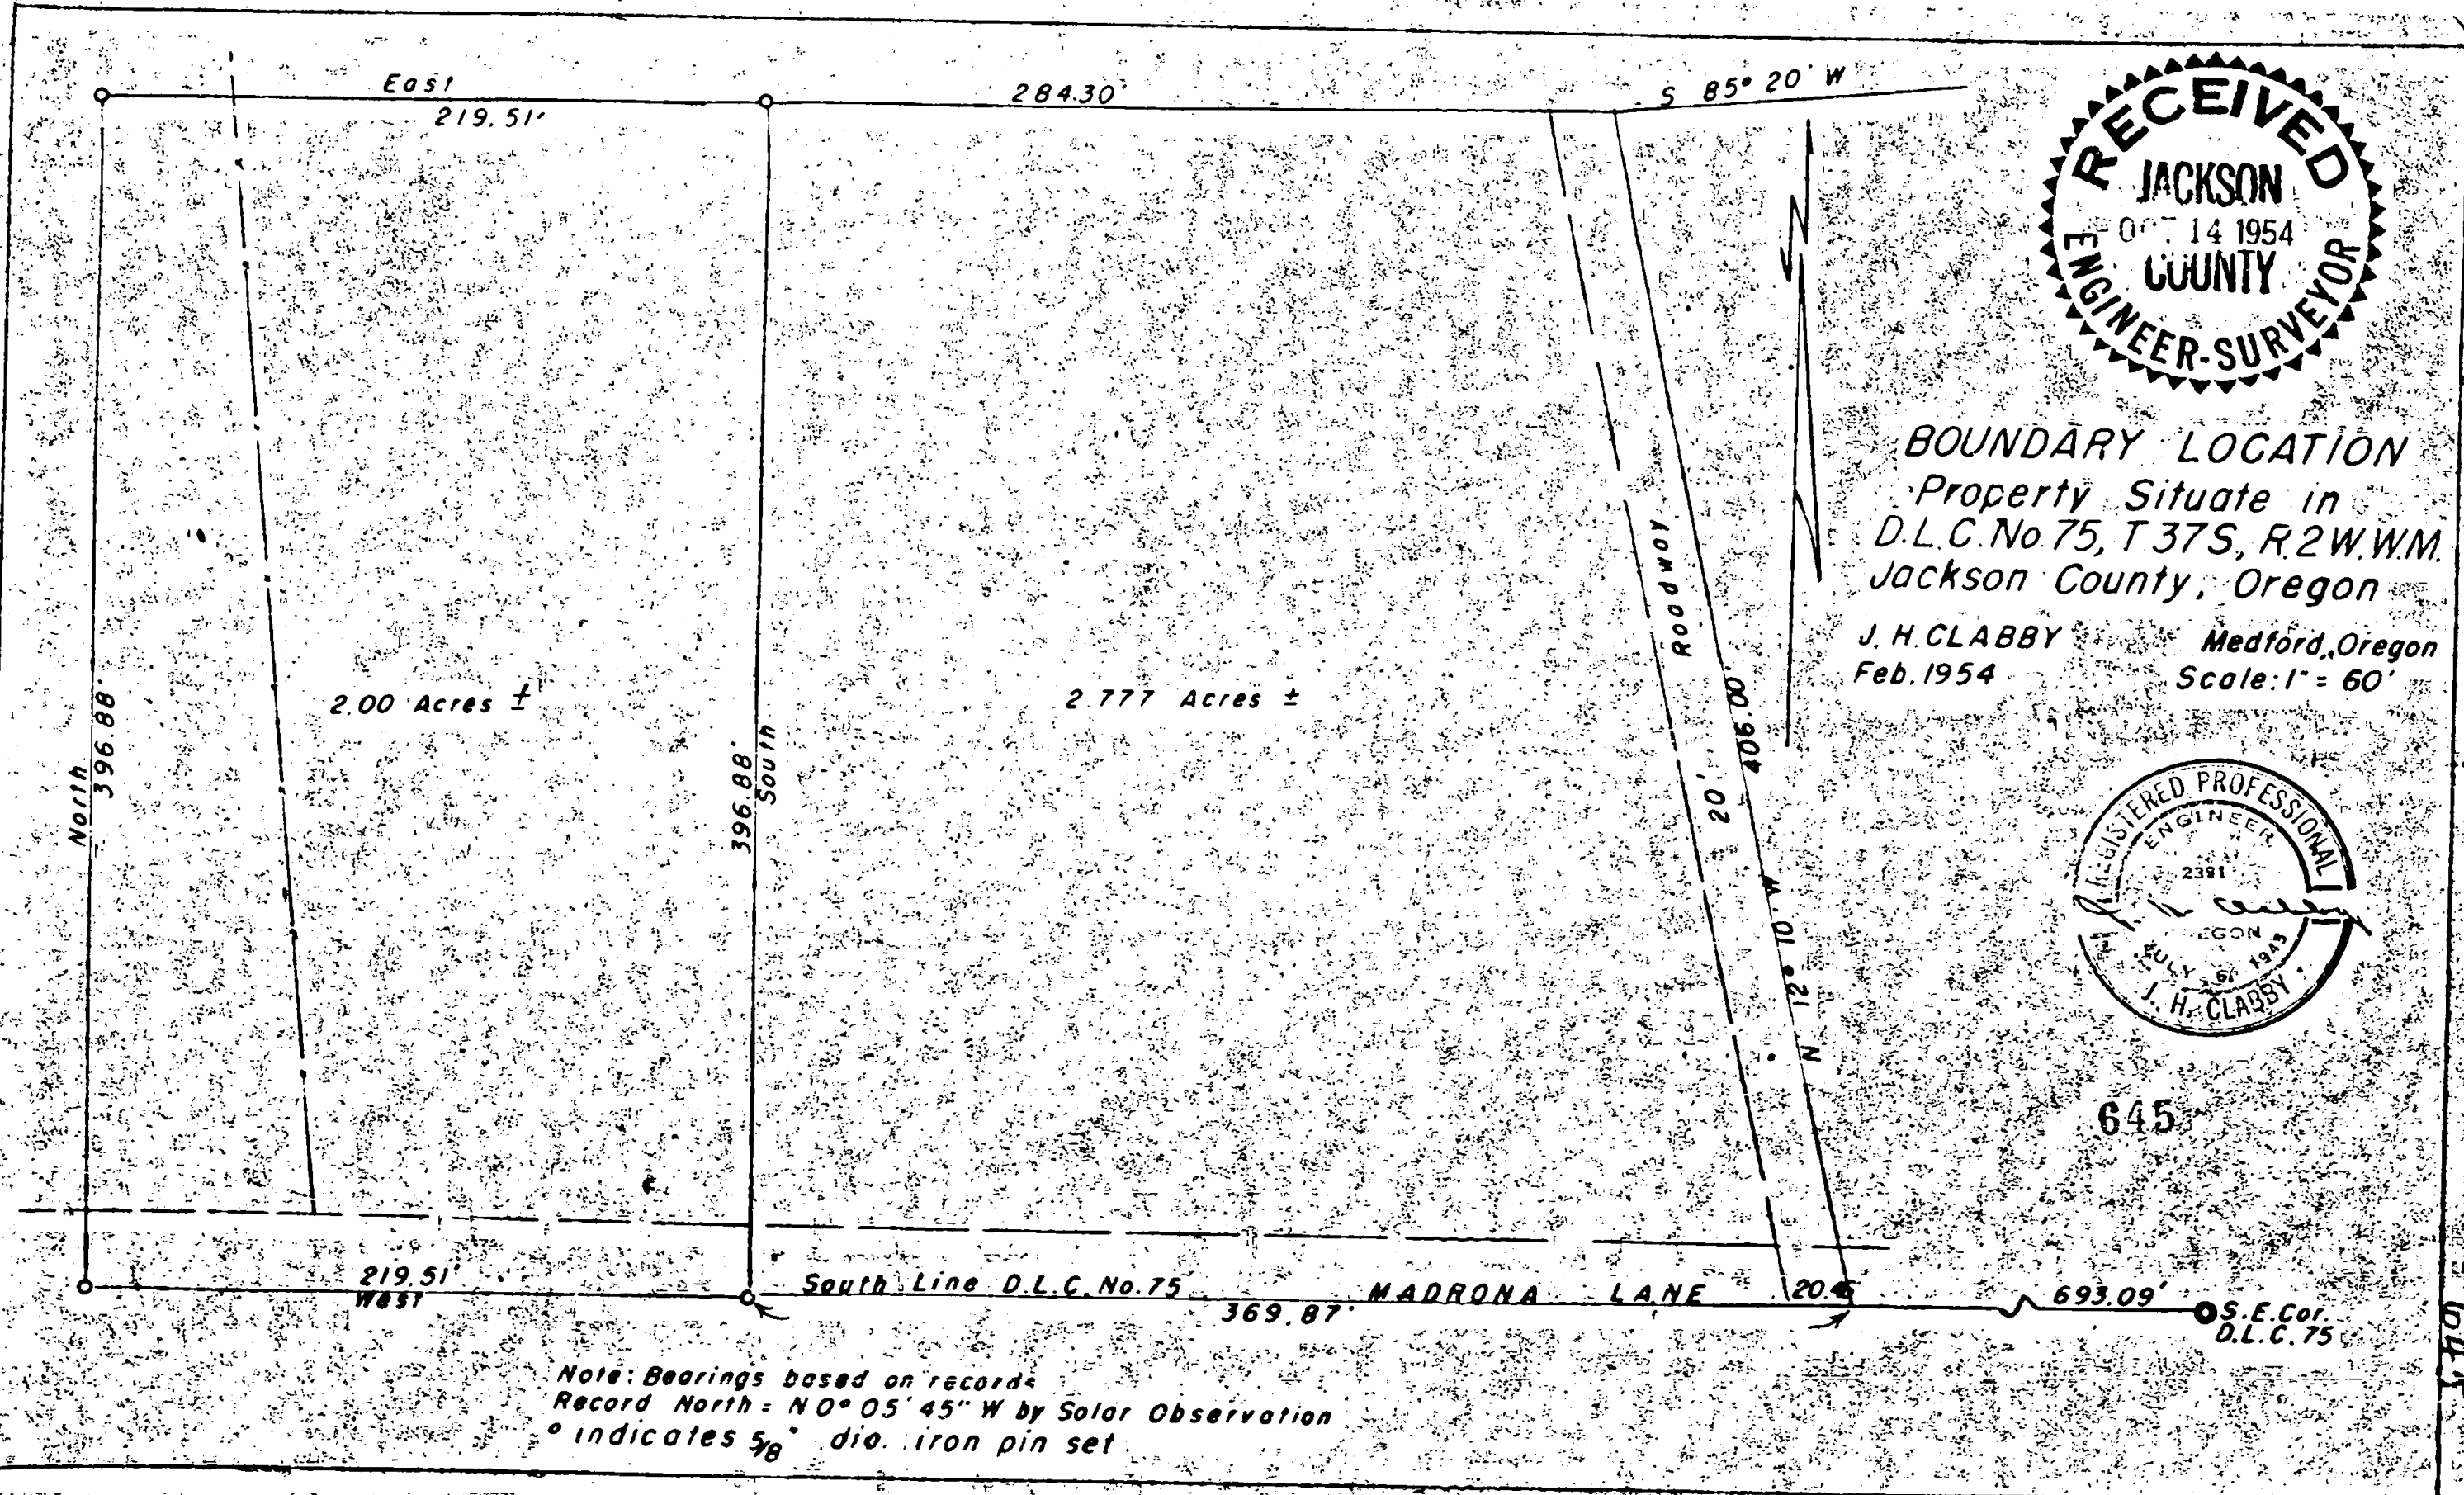 East
219.51'
284.30'
S 85° 20' W
RECEIVED
JACKSON
14 1954
COUNTY
ENGINEER-SURVEYOR
BOUNDARY LOCATION
Property Situate in
D.L.C. No. 75, T 37 S, R. 2 W. W.M.
Jackson County, Oregon
J. H. CLABBY Medford, Oregon
Feb. 1954 Scale: 1" = 60'
North
396.88'
2.00 Acres ±
396.88'
South
2.777 Acres ±
Roadway
20'
406.00'
N 12° 10' W
REGISTERED PROFESSIONAL
ENGINEER
2391
J. H. Clabby
JULY 6, 1943
J. H. CLABBY
645
219.51'
West
South Line D.L.C. No. 75
369.87'
MADRONA LANE
693.09'
S.E. Cor.
D.L.C. 75
Note: Bearings based on records
Record North = N 0° 05' 45" W by Solar Observation
° indicates 5/8" dia. iron pin set